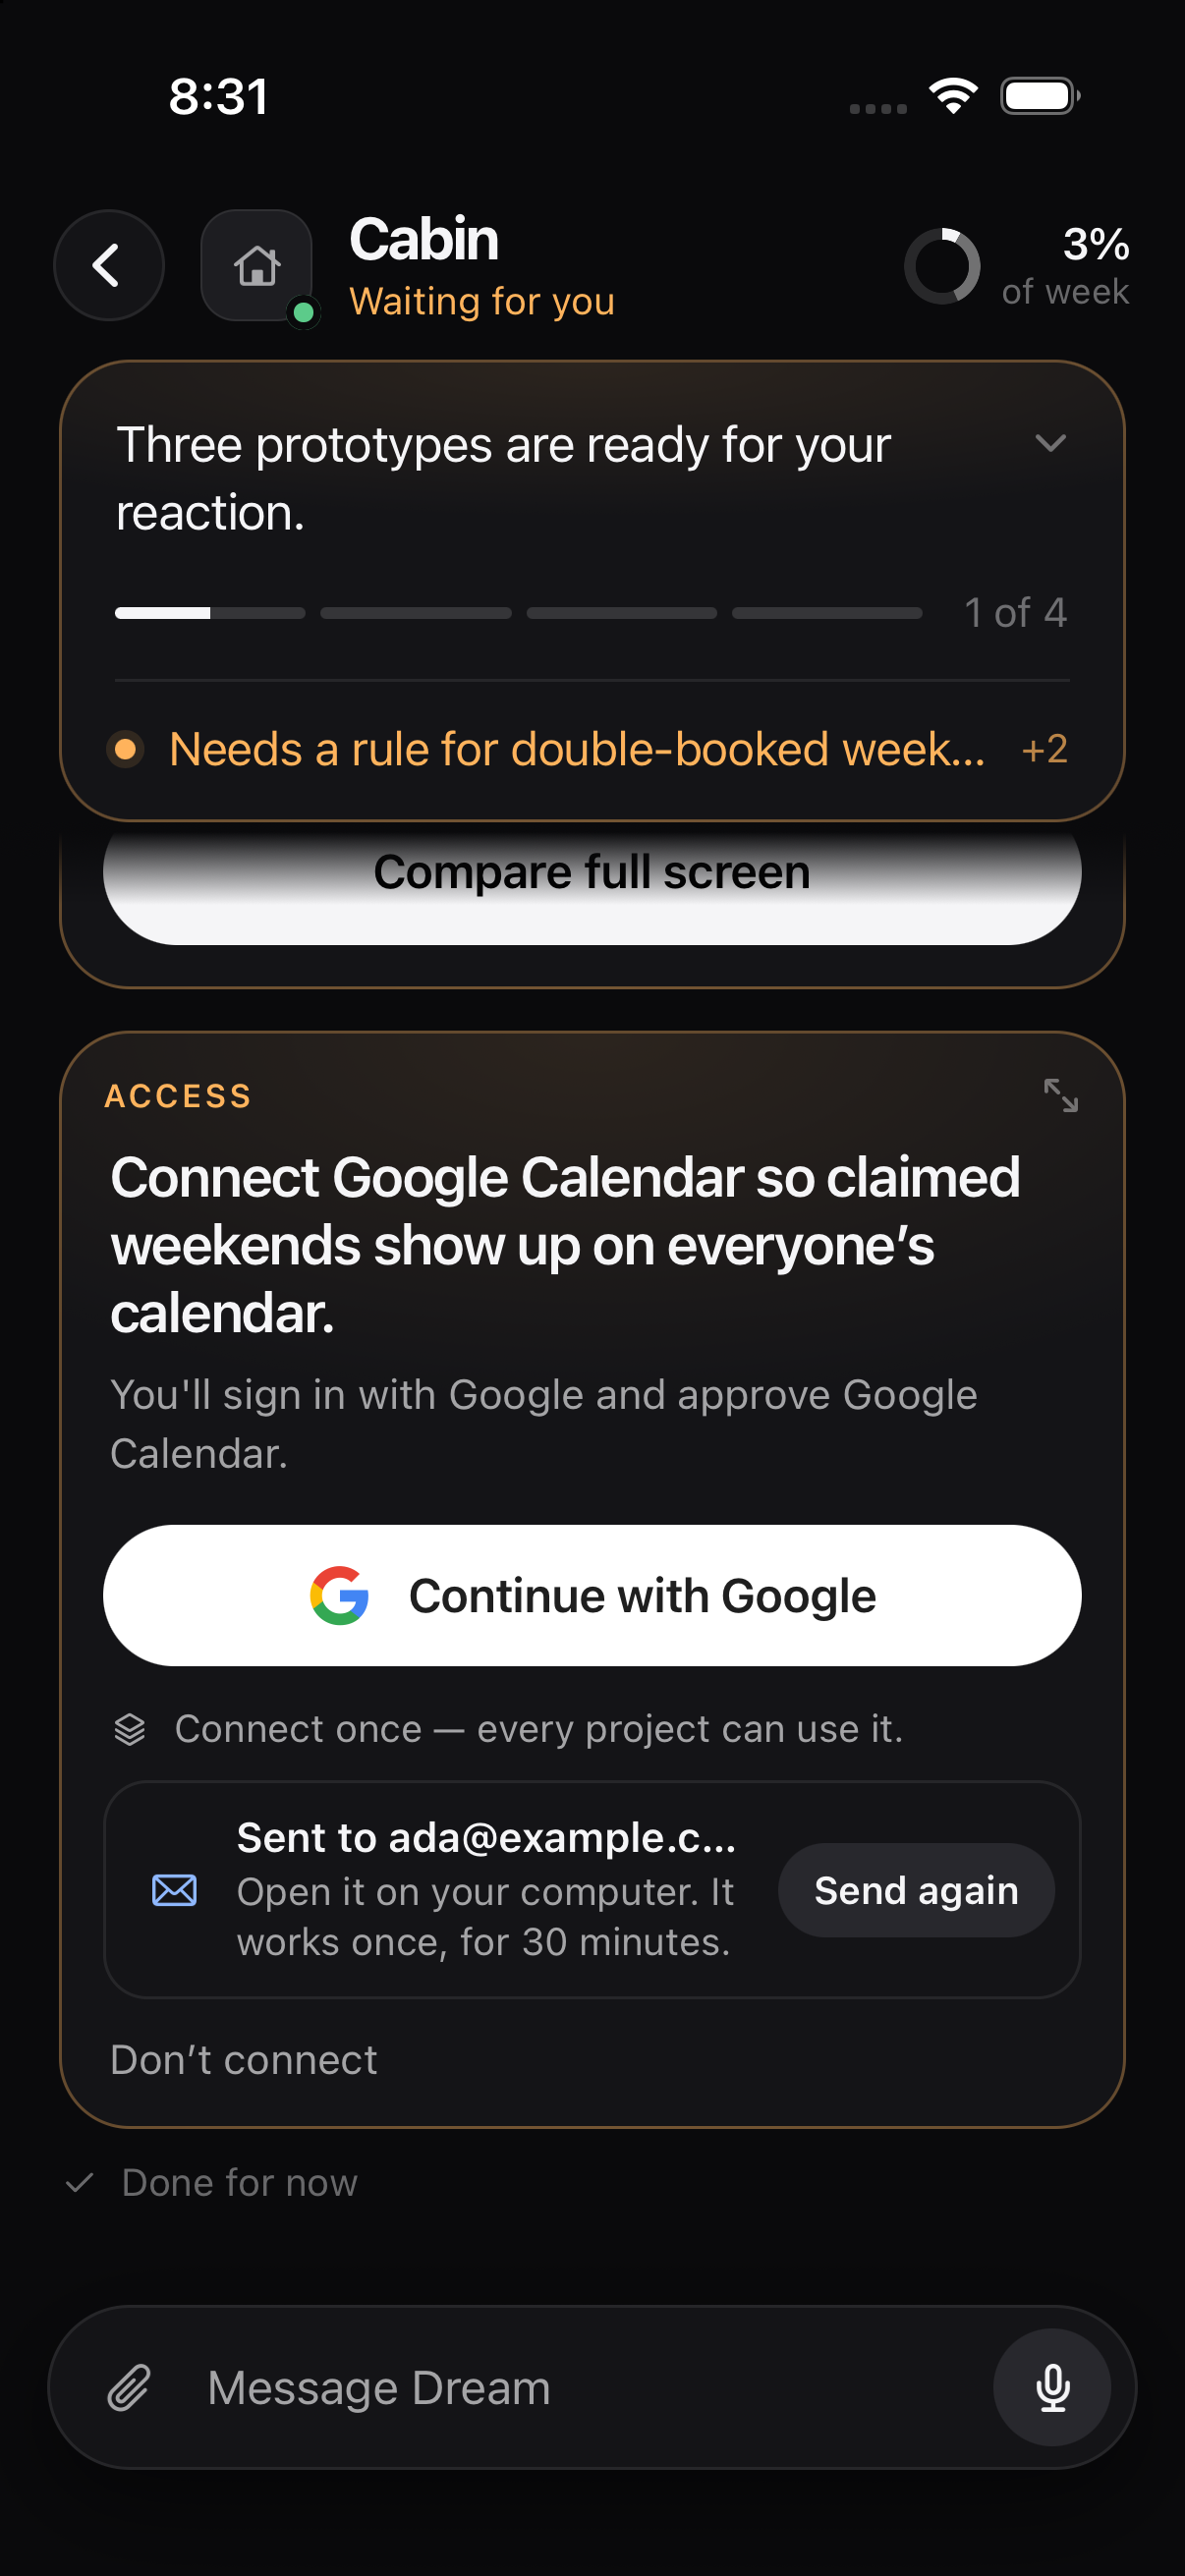 8:31
Cabin
Waiting for you
3%
of week
Three prototypes are ready for your
reaction.
1 of 4
Needs a rule for double-booked week...
+2
Compare full screen
ACCESS
Connect Google Calendar so claimed
weekends show up on everyone’s
calendar.
You'll sign in with Google and approve Google
Calendar.
Continue with Google
Connect once — every project can use it.
Sent to ada@example.c...
Open it on your computer. It
works once, for 30 minutes.
Send again
Don’t connect
Done for now
Message Dream